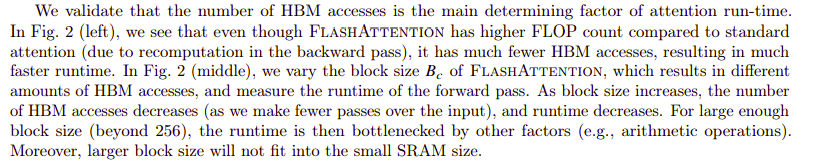 We validate that the number of HBM accesses is the main determining factor of attention run-time.
In Fig. 2 (left), we see that even though FLASHATTENTION has higher FLOP count compared to standard
attention (due to recomputation in the backward pass), it has much fewer HBM accesses, resulting in much
faster runtime. In Fig. 2 (middle), we vary the block size B_c of FLASHATTENTION, which results in different
amounts of HBM accesses, and measure the runtime of the forward pass. As block size increases, the number
of HBM accesses decreases (as we make fewer passes over the input), and runtime decreases. For large enough
block size (beyond 256), the runtime is then bottlenecked by other factors (e.g., arithmetic operations).
Moreover, larger block size will not fit into the small SRAM size.